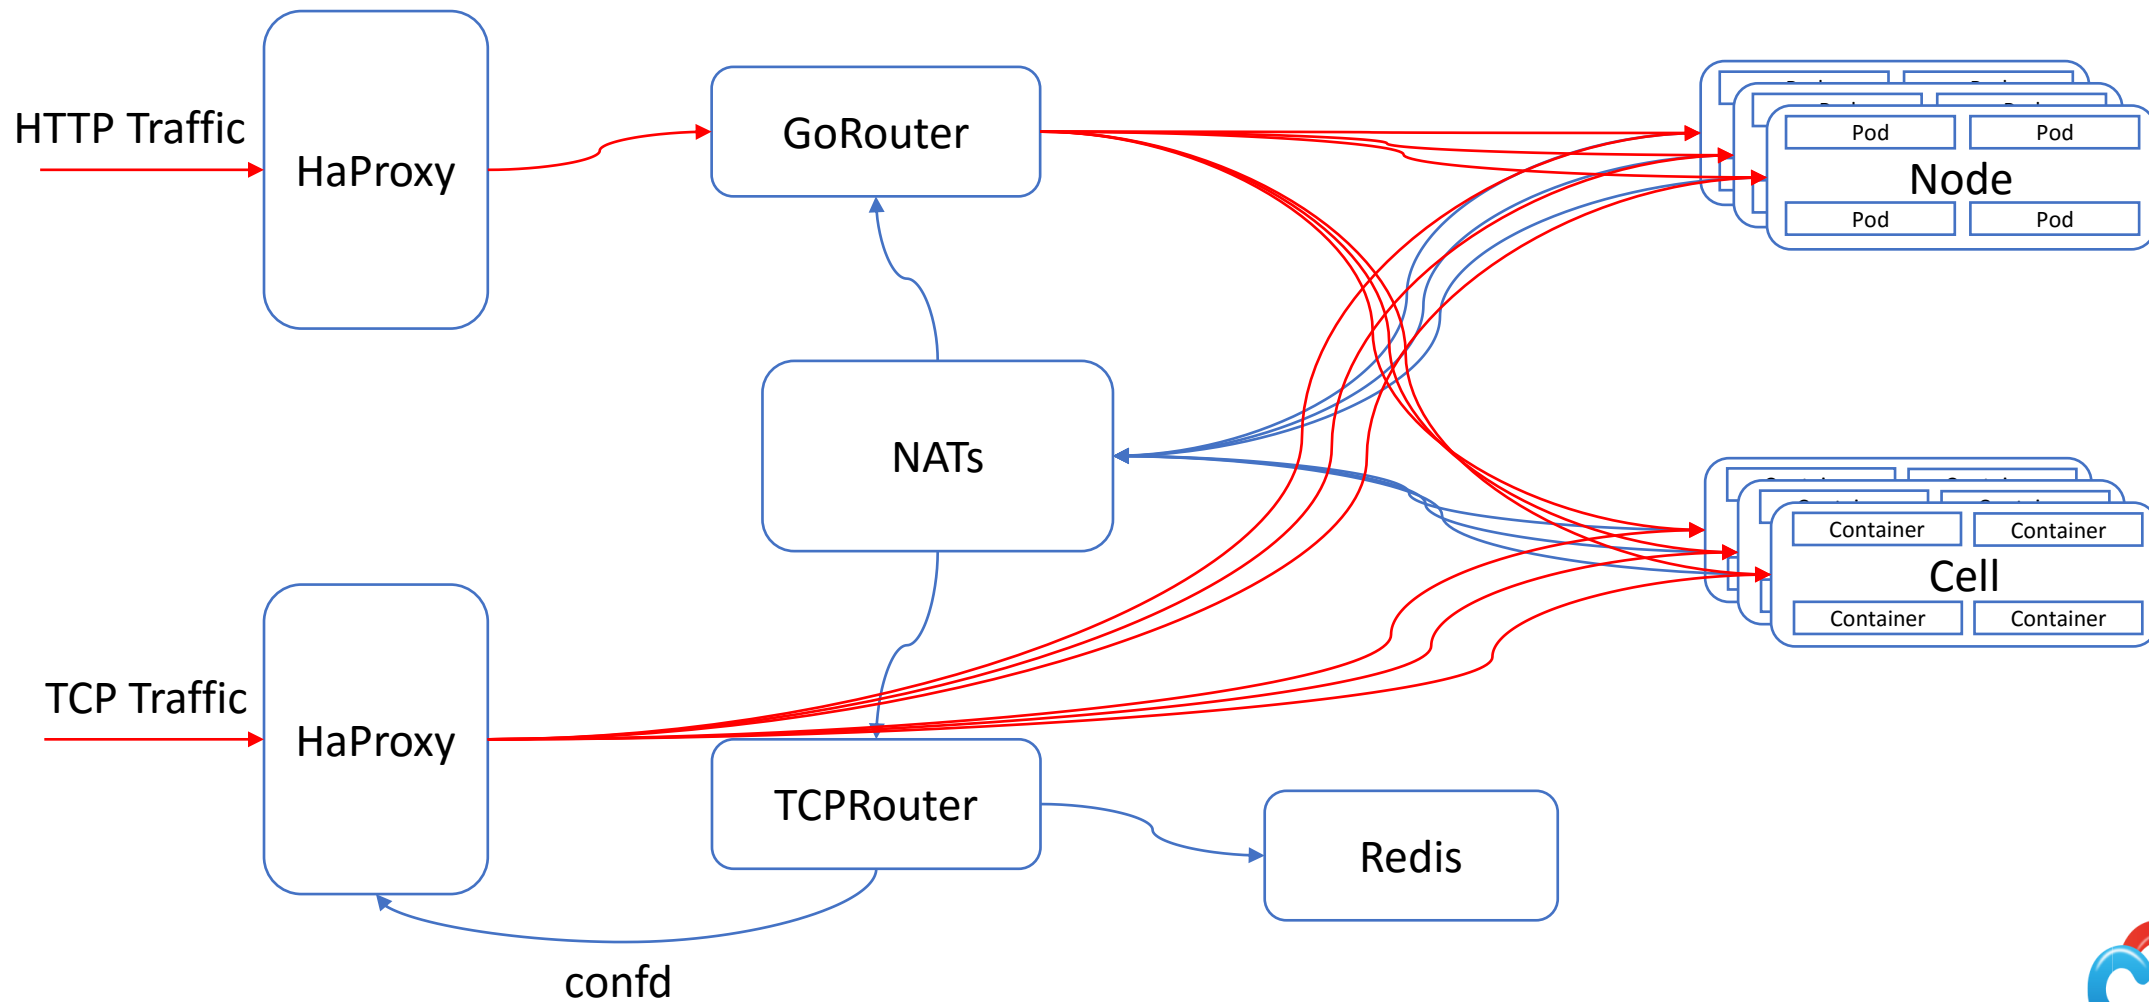 HTTP Traffic
HaProxy
GoRouter
Pod Pod
Node
Pod Pod
NATs
Container Container
Cell
Container Container
TCP Traffic
HaProxy
TCPRouter
Redis
confd